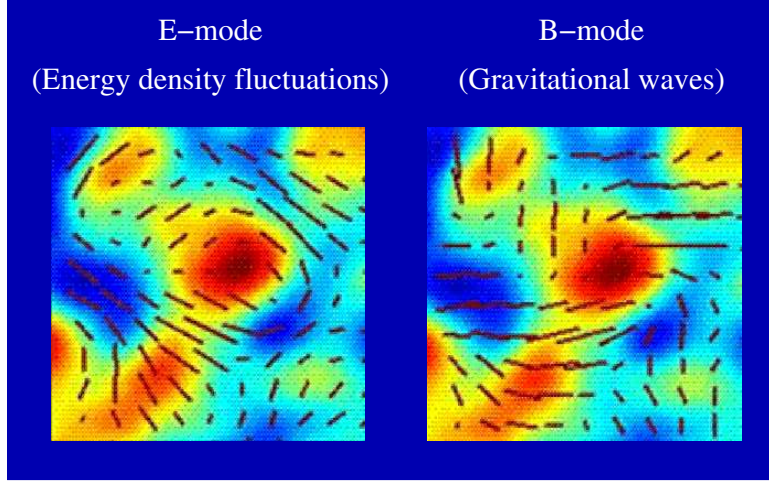 E−mode
(Energy density fluctuations)
B−mode
(Gravitational waves)